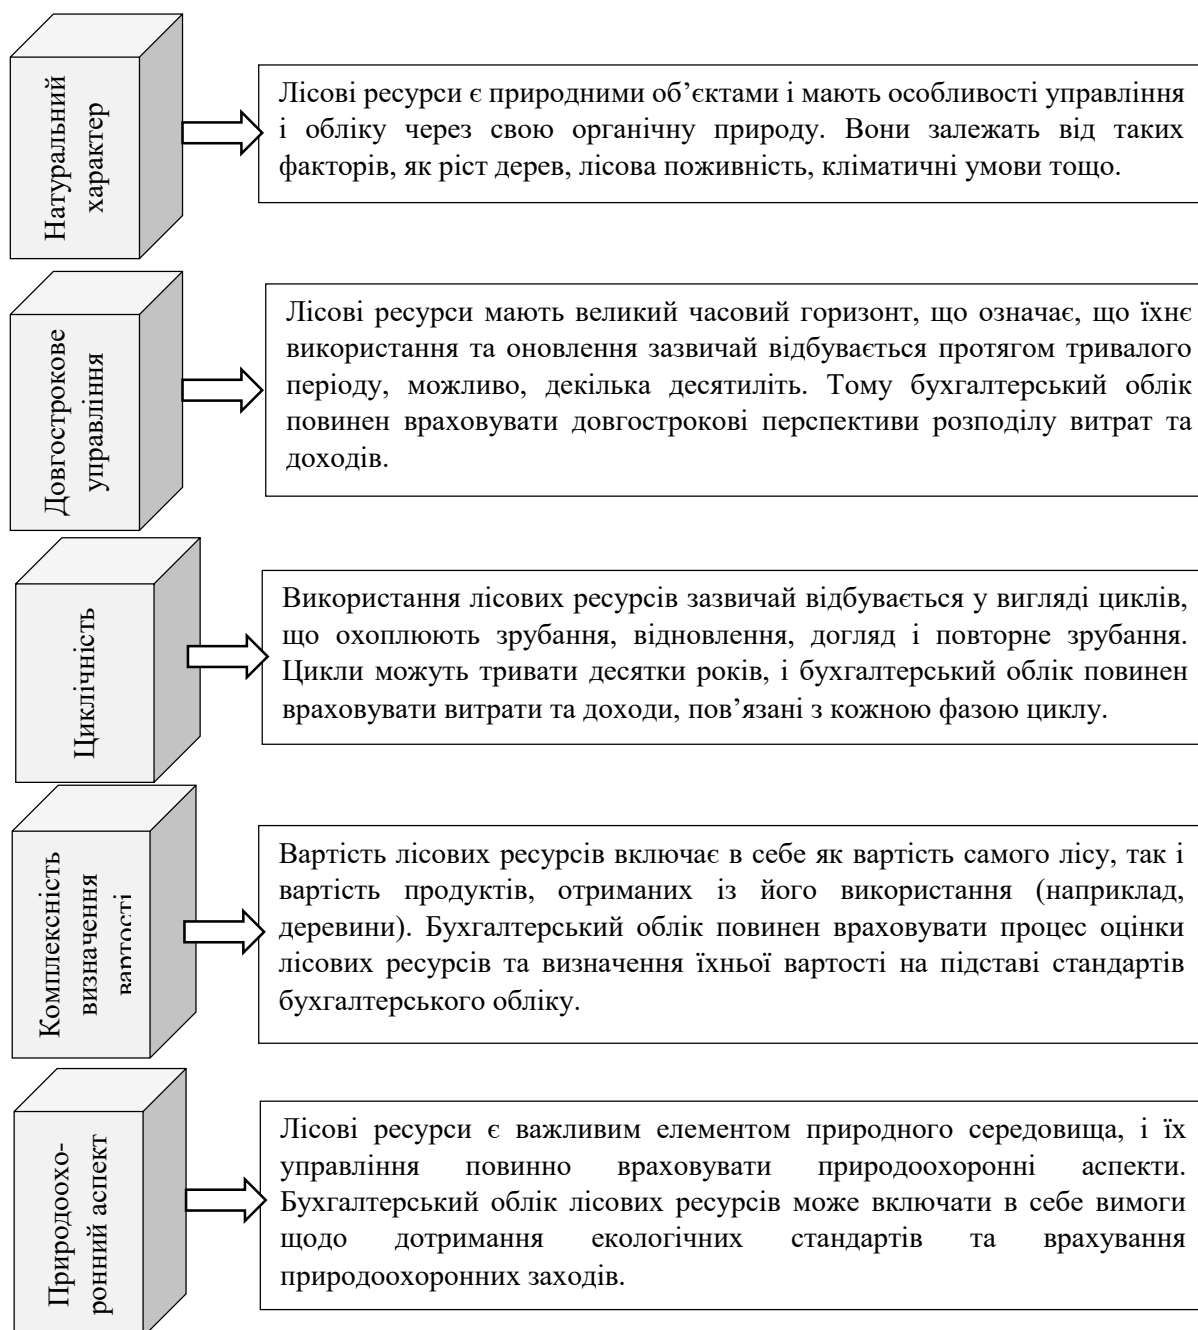 Натуральний
характер
Лісові ресурси є природними об’єктами і мають особливості управління
і обліку через свою органічну природу. Вони залежать від таких
факторів, як ріст дерев, лісова поживність, кліматичні умови тощо.
Довгострокове
управління
Лісові ресурси мають великий часовий горизонт, що означає, що їхнє
використання та оновлення зазвичай відбувається протягом тривалого
періоду, можливо, декілька десятиліть. Тому бухгалтерський облік
повинен враховувати довгострокові перспективи розподілу витрат та
доходів.
Циклічність
Використання лісових ресурсів зазвичай відбувається у вигляді циклів,
що охоплюють зрубання, відновлення, догляд і повторне зрубання.
Цикли можуть тривати десятки років, і бухгалтерський облік повинен
враховувати витрати та доходи, пов’язані з кожною фазою циклу.
Комплексність
визначення
вартості
Вартість лісових ресурсів включає в себе як вартість самого лісу, так і
вартість продуктів, отриманих із його використання (наприклад,
деревини). Бухгалтерський облік повинен враховувати процес оцінки
лісових ресурсів та визначення їхньої вартості на підставі стандартів
бухгалтерського обліку.
Природоохо-
ронний аспект
Лісові ресурси є важливим елементом природного середовища, і їх
управління повинно враховувати природоохоронні аспекти.
Бухгалтерський облік лісових ресурсів може включати в себе вимоги
щодо дотримання екологічних стандартів та врахування
природоохоронних заходів.